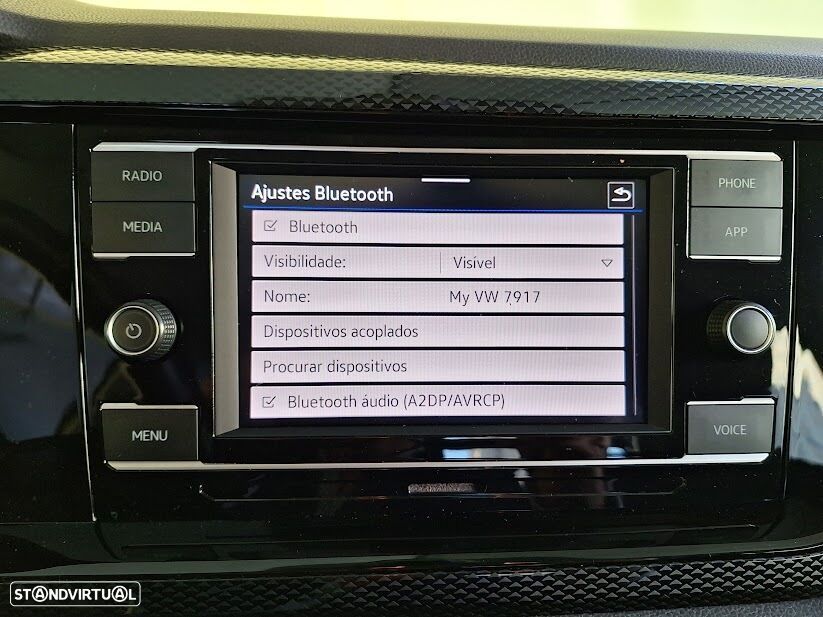 RADIO
MEDIA
MENU
Ajustes Bluetooth
Bluetooth
Visibilidade: Visível
Nome: My VW 7917
Dispositivos acoplados
Procurar dispositivos
Bluetooth áudio (A2DP/AVRCP)
PHONE
APP
VOICE
STANDVIRTUAL